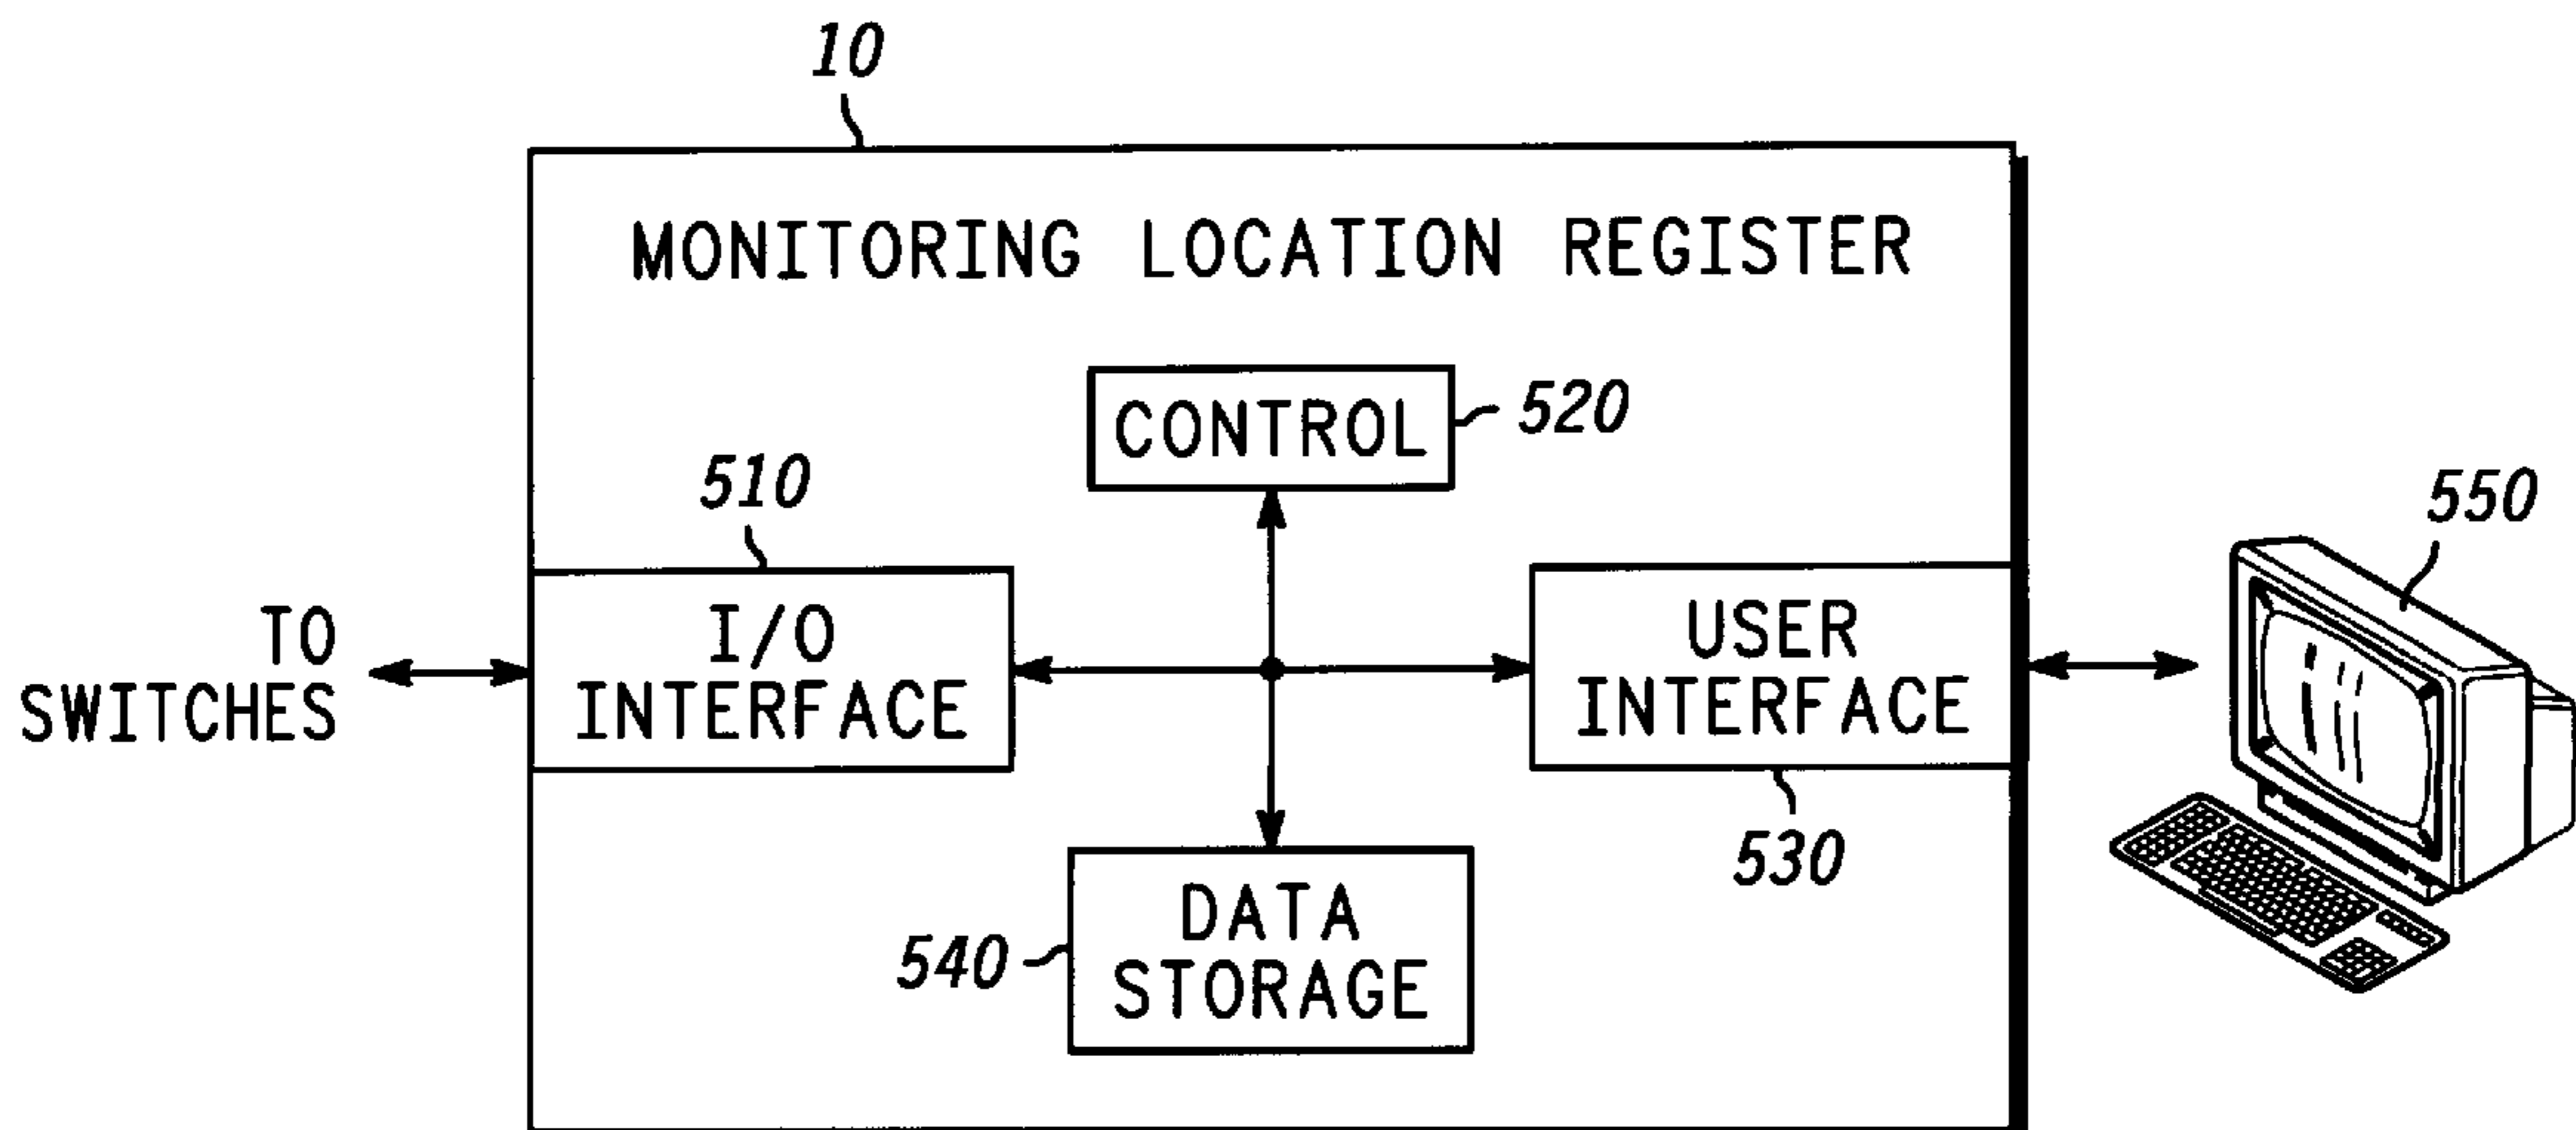 10
MONITORING LOCATION REGISTER
CONTROL
520
510
550
TO
SWITCHES
I/O
INTERFACE
USER
INTERFACE
530
540
DATA
STORAGE